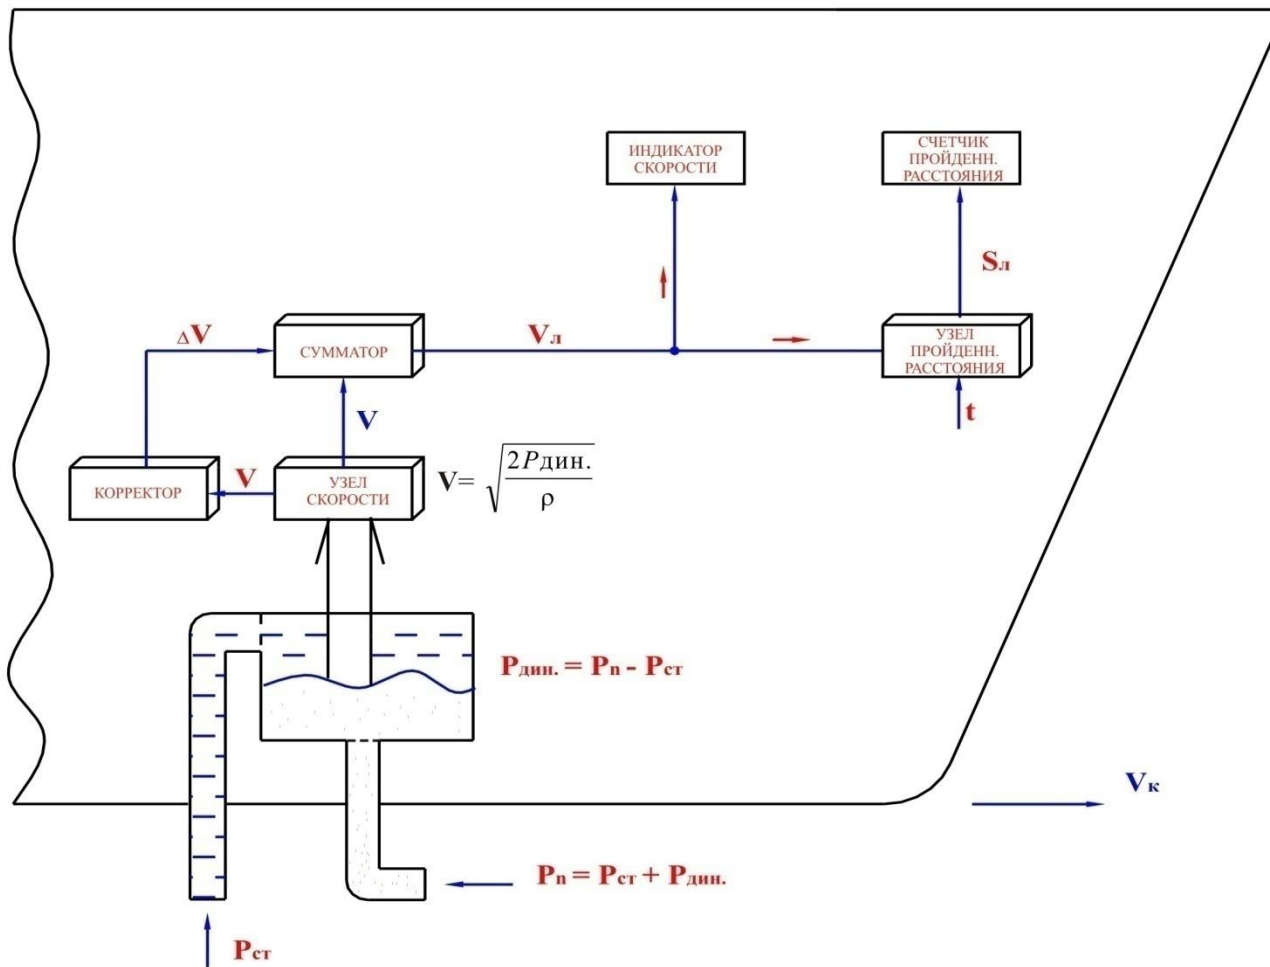 ИНДИКАТОР
СКОРОСТИ
СЧЕТЧИК
ПРОЙДЕНН.
РАССТОЯНИЯ
Sл
ΔV
СУММАТОР
Vл
УЗЕЛ
ПРОЙДЕНН.
РАССТОЯНИЯ
V
t
КОРРЕКТОР
V
УЗЕЛ
СКОРОСТИ
V= √(2Pдин./ρ)
Pдин. = Pп - Pст
Vк
Pп = Pст + Pдин.
Pст